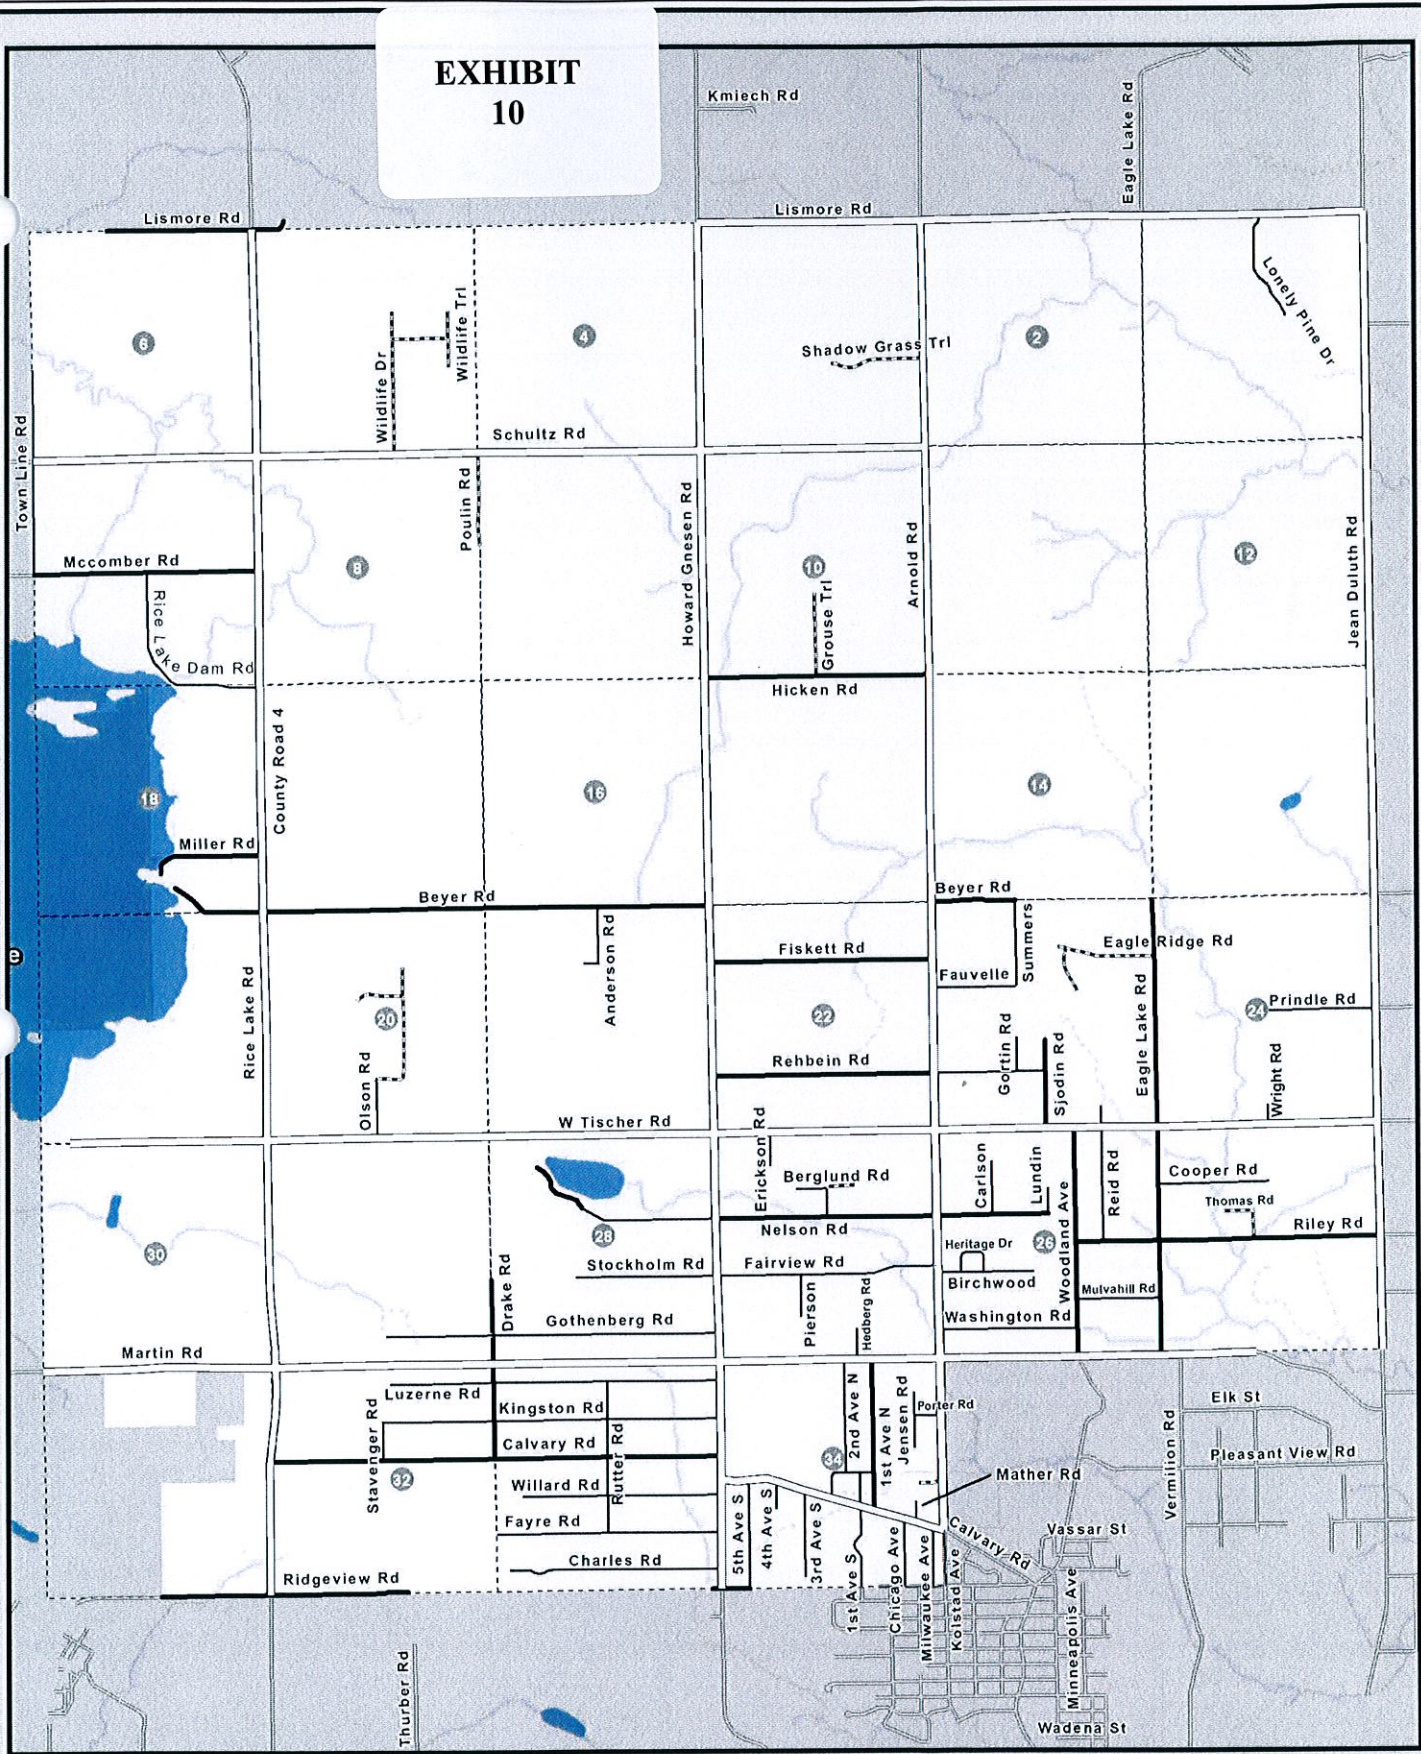 EXHIBIT
10
Kmiech Rd
Eagle Lake Rd
Lismore Rd
Lismore Rd
Lonely Pine Dr
6
Wildlife Dr
Wildlife Trl
4
Shadow Grass Trl
2
Town Line Rd
Schultz Rd
Poulin Rd
Howard Gnesen Rd
Arnold Rd
Jean Duluth Rd
Mccomber Rd
8
10
12
Rice Lake Dam Rd
Grouse Trl
Hicken Rd
County Road 4
18
16
14
Miller Rd
Beyer Rd
Beyer Rd
Summers
Anderson Rd
Fiskett Rd
Eagle Ridge Rd
e
Fauvelle
Rice Lake Rd
20
22
Eagle Lake Rd
24
Prindle Rd
Olson Rd
Rehbein Rd
Gortin Rd
Sjodin Rd
Wright Rd
W Tischer Rd
Erickson Rd
Berglund Rd
Carlson
Lundin
Reid Rd
Cooper Rd
Thomas Rd
Woodland Ave
Riley Rd
30
28
Nelson Rd
26
Heritage Dr
Stockholm Rd
Fairview Rd
Birchwood
Mulvahill Rd
Drake Rd
Pierson
Hedberg Rd
Gothenberg Rd
Washington Rd
Martin Rd
Luzerne Rd
Kingston Rd
Stavenger Rd
Calvary Rd
Rutter Rd
2nd Ave N
1st Ave N
Jensen Rd
Porter Rd
Elk St
Vermilion Rd
Pleasant View Rd
32
34
Mather Rd
Willard Rd
Fayre Rd
Charles Rd
5th Ave S
4th Ave S
3rd Ave S
1st Ave S
Chicago Ave
Milwaukee Ave
Kolstad Ave
Calvary Rd
Vassar St
Minneapolis Ave
Ridgeview Rd
Thurber Rd
Wadena St